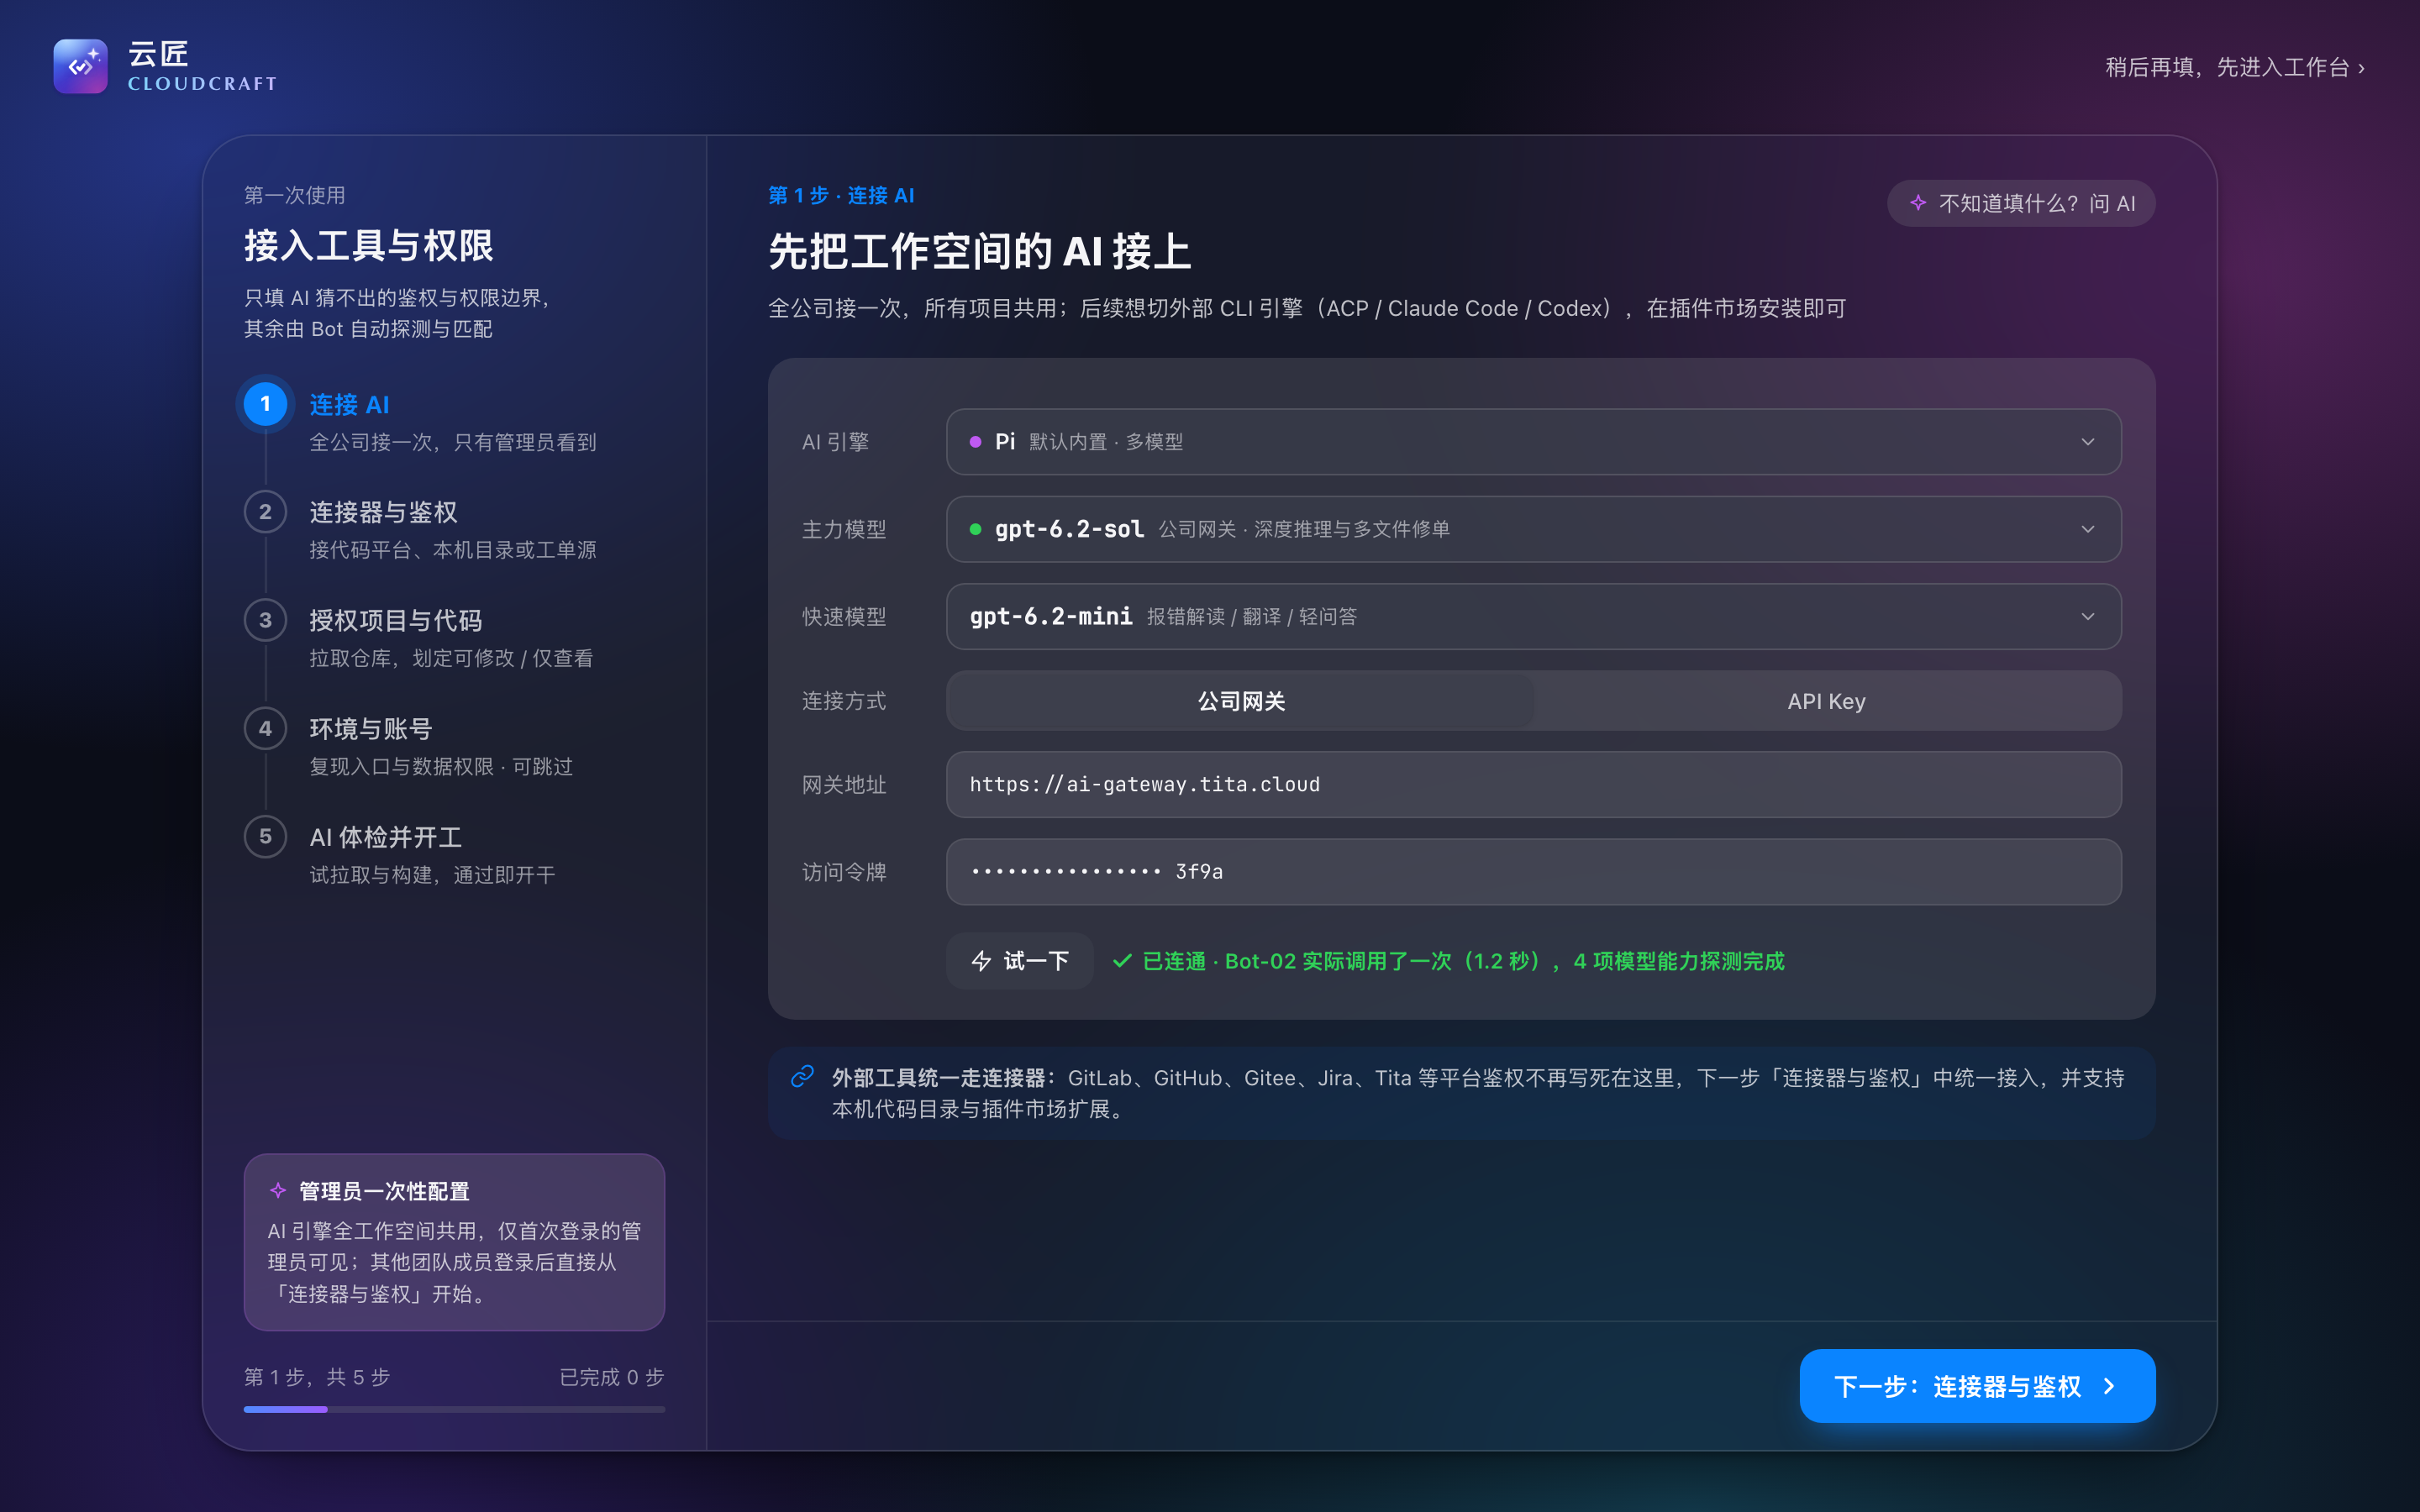 云匠
CLOUDCRAFT
稍后再填，先进入工作台 ›
第一次使用
接入工具与权限
只填 AI 猜不出的鉴权与权限边界，
其余由 Bot 自动探测与匹配
1
连接 AI
全公司接一次，只有管理员看到
2
连接器与鉴权
接代码平台、本机目录或工单源
3
授权项目与代码
拉取仓库，划定可修改 / 仅查看
4
环境与账号
复现入口与数据权限 · 可跳过
5
AI 体检并开工
试拉取与构建，通过即开干
管理员一次性配置
AI 引擎全工作空间共用，仅首次登录的管
理员可见；其他团队成员登录后直接从
「连接器与鉴权」开始。
第 1 步，共 5 步
已完成 0 步
第 1 步 · 连接 AI
不知道填什么？问 AI
先把工作空间的 AI 接上
全公司接一次，所有项目共用；后续想切外部 CLI 引擎（ACP / Claude Code / Codex），在插件市场安装即可
AI 引擎
Pi 默认内置 · 多模型
主力模型
gpt-6.2-sol 公司网关 · 深度推理与多文件修单
快速模型
gpt-6.2-mini 报错解读 / 翻译 / 轻问答
连接方式
公司网关
API Key
网关地址
https://ai-gateway.tita.cloud
访问令牌
•••••••••••••••• 3f9a
试一下
已连通 · Bot-02 实际调用了一次（1.2 秒），4 项模型能力探测完成
外部工具统一走连接器：GitLab、GitHub、Gitee、Jira、Tita 等平台鉴权不再写死在这里，下一步「连接器与鉴权」中统一接入，并支持
本机代码目录与插件市场扩展。
下一步：连接器与鉴权